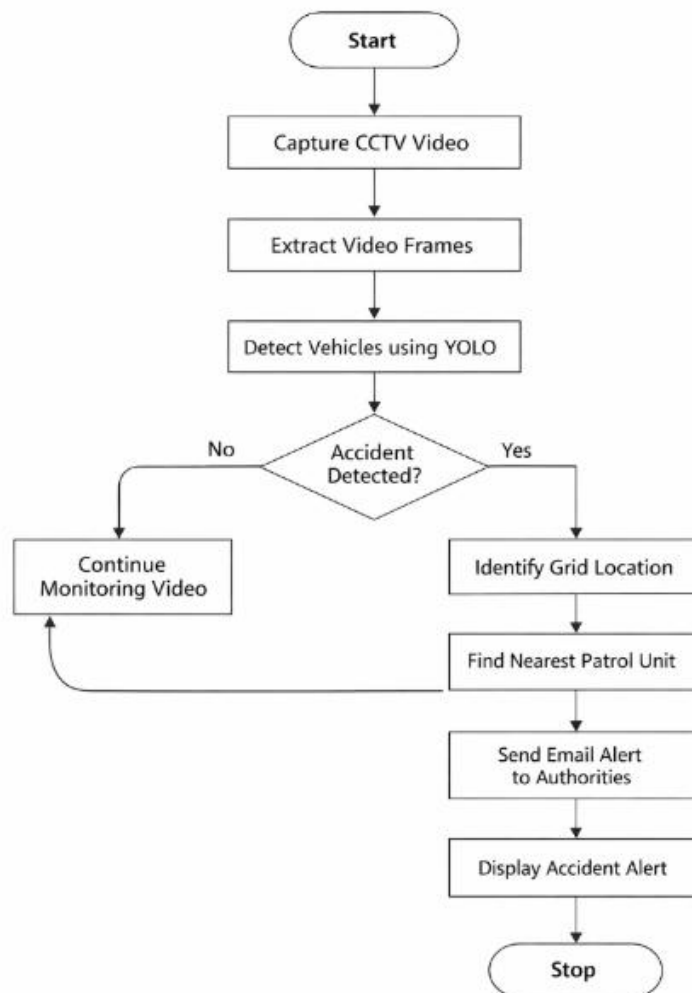 Start
Capture CCTV Video
Extract Video Frames
Detect Vehicles using YOLO
Accident
Detected?
No
Yes
Continue
Monitoring Video
Identify Grid Location
Find Nearest Patrol Unit
Send Email Alert
to Authorities
Display Accident Alert
Stop